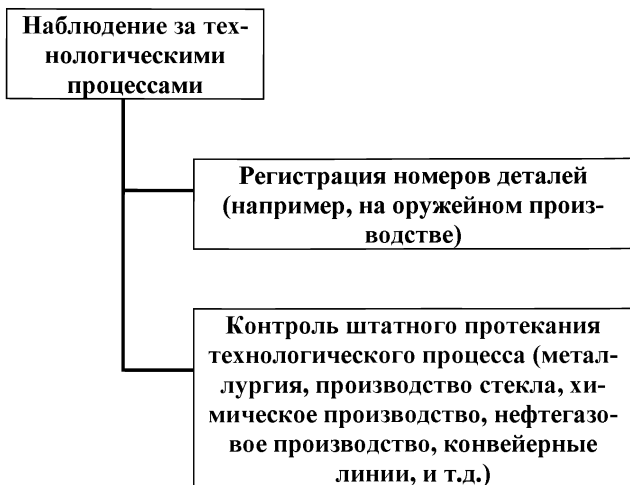 Наблюдение за тех-
нологическими
процессами
Регистрация номеров деталей
(например, на оружейном произ-
водстве)
Контроль штатного протекания
технологического процесса (метал-
лургия, производство стекла, хи-
мическое производство, нефтегазо-
вое производство, конвейерные
линии, и т.д.)